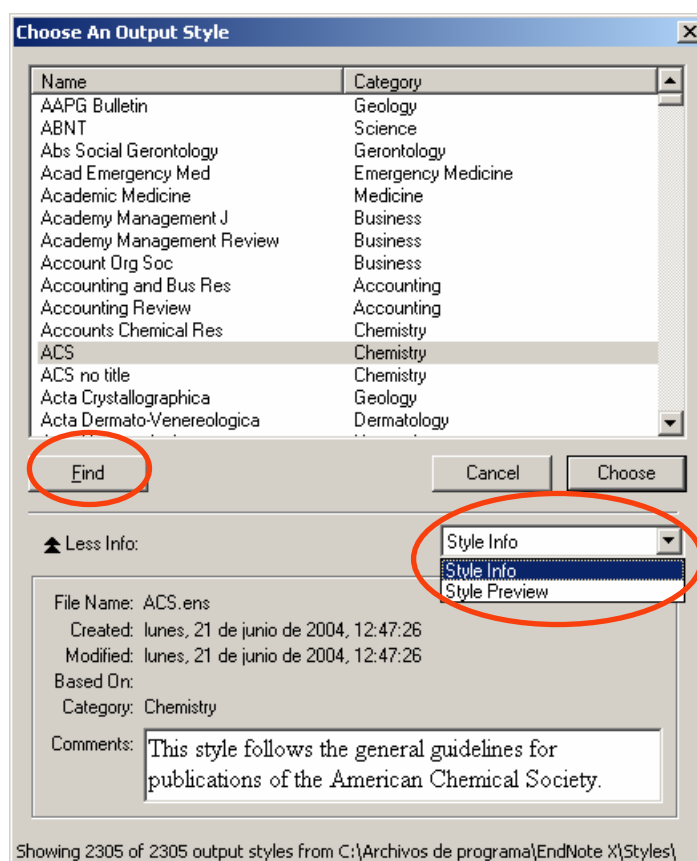 Choose An Output Style
Name Category
AAPG Bulletin Geology
ABNT Science
Abs Social Gerontology Gerontology
Acad Emergency Med Emergency Medicine
Academic Medicine Medicine
Academy Management J Business
Academy Management Review Business
Account Org Soc Business
Accounting and Bus Res Accounting
Accounting Review Accounting
Accounts Chemical Res Chemistry
ACS Chemistry
ACS no title Chemistry
Acta Crystallographica Geology
Acta Dermato-Venereologica Dermatology
Find Cancel Choose
Less Info: Style Info
Style Info
Style Preview
File Name: ACS.ens
Created: lunes, 21 de junio de 2004, 12:47:26
Modified: lunes, 21 de junio de 2004, 12:47:26
Based On:
Category: Chemistry
Comments: This style follows the general guidelines for
publications of the American Chemical Society.
Showing 2305 of 2305 output styles from C:\Archivos de programa\EndNote X\Styles\